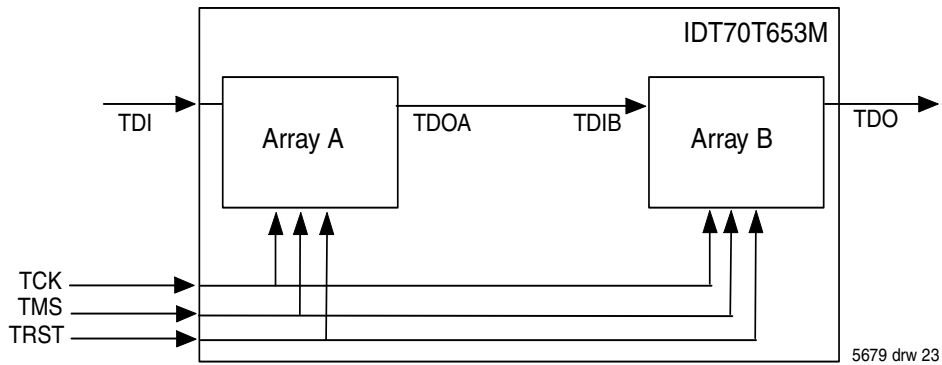 IDT70T653M
TDI
Array A
TDOA
TDIB
Array B
TDO
TCK
TMS
TRST
5679 drw 23